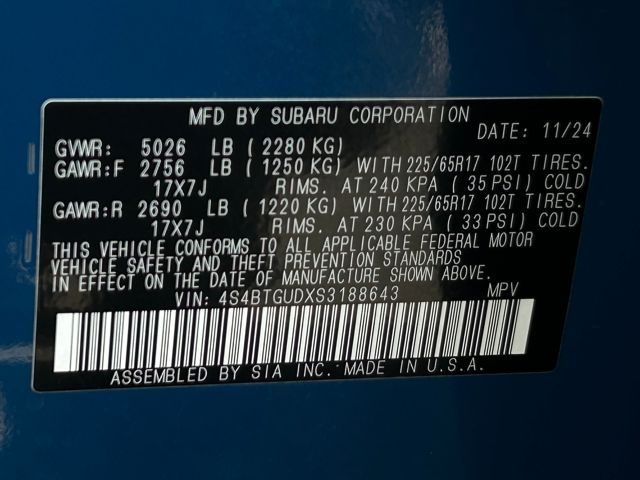 MFD BY SUBARU CORPORATION
DATE: 11/24
GVWR: 5026 LB ( 2280 KG)
GAWR:F 2756 LB ( 1250 KG) WITH 225/65R17 102T TIRES.
17X7J RIMS. AT 240 KPA ( 35 PSI) COLD
GAWR:R 2690 LB ( 1220 KG) WITH 225/65R17 102T TIRES.
17X7J RIMS. AT 230 KPA ( 33 PSI) COLD
THIS VEHICLE CONFORMS TO ALL APPLICABLE FEDERAL MOTOR
VEHICLE SAFETY AND THEFT PREVENTION STANDARDS
IN EFFECT ON THE DATE OF MANUFACTURE SHOWN ABOVE.
VIN: 4S4BTGUDXS3188643 MPV
ASSEMBLED BY SIA INC. MADE IN U.S.A.